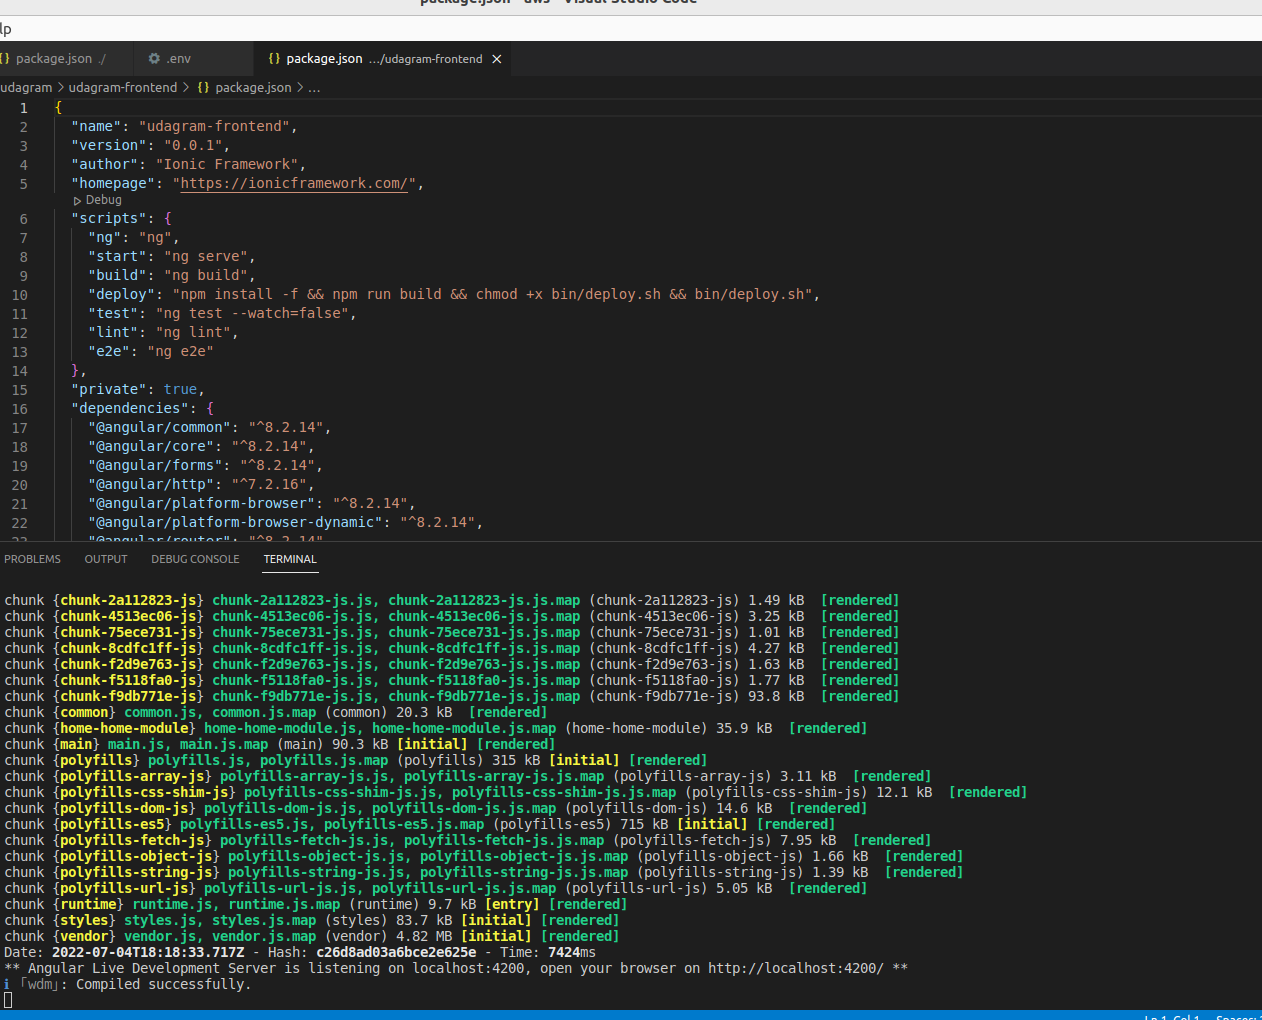 package.json - aws - Visual Studio Code
lp
{} package.json ./
.env
{} package.json .../udagram-frontend ×
udagram > udagram-frontend > {} package.json > ...
1 {
2 "name": "udagram-frontend",
3 "version": "0.0.1",
4 "author": "Ionic Framework",
5 "homepage": "https://ionicframework.com/",
Debug
6 "scripts": {
7 "ng": "ng",
8 "start": "ng serve",
9 "build": "ng build",
10 "deploy": "npm install -f && npm run build && chmod +x bin/deploy.sh && bin/deploy.sh",
11 "test": "ng test --watch=false",
12 "lint": "ng lint",
13 "e2e": "ng e2e"
14 },
15 "private": true,
16 "dependencies": {
17 "@angular/common": "^8.2.14",
18 "@angular/core": "^8.2.14",
19 "@angular/forms": "^8.2.14",
20 "@angular/http": "^7.2.16",
21 "@angular/platform-browser": "^8.2.14",
22 "@angular/platform-browser-dynamic": "^8.2.14",
23 "@angular/router": "^8.2.14"
PROBLEMS OUTPUT DEBUG CONSOLE TERMINAL
chunk {chunk-2a112823-js} chunk-2a112823-js.js, chunk-2a112823-js.js.map (chunk-2a112823-js) 1.49 kB [rendered]
chunk {chunk-4513ec06-js} chunk-4513ec06-js.js, chunk-4513ec06-js.js.map (chunk-4513ec06-js) 3.25 kB [rendered]
chunk {chunk-75ece731-js} chunk-75ece731-js.js, chunk-75ece731-js.js.map (chunk-75ece731-js) 1.01 kB [rendered]
chunk {chunk-8cdfc1ff-js} chunk-8cdfc1ff-js.js, chunk-8cdfc1ff-js.js.map (chunk-8cdfc1ff-js) 4.27 kB [rendered]
chunk {chunk-f2d9e763-js} chunk-f2d9e763-js.js, chunk-f2d9e763-js.js.map (chunk-f2d9e763-js) 1.63 kB [rendered]
chunk {chunk-f5118fa0-js} chunk-f5118fa0-js.js, chunk-f5118fa0-js.js.map (chunk-f5118fa0-js) 1.77 kB [rendered]
chunk {chunk-f9db771e-js} chunk-f9db771e-js.js, chunk-f9db771e-js.js.map (chunk-f9db771e-js) 93.8 kB [rendered]
chunk {common} common.js, common.js.map (common) 20.3 kB [rendered]
chunk {home-home-module} home-home-module.js, home-home-module.js.map (home-home-module) 35.9 kB [rendered]
chunk {main} main.js, main.js.map (main) 90.3 kB [initial] [rendered]
chunk {polyfills} polyfills.js, polyfills.js.map (polyfills) 315 kB [initial] [rendered]
chunk {polyfills-array-js} polyfills-array-js.js, polyfills-array-js.js.map (polyfills-array-js) 3.11 kB [rendered]
chunk {polyfills-css-shim-js} polyfills-css-shim-js.js, polyfills-css-shim-js.js.map (polyfills-css-shim-js) 12.1 kB [rendered]
chunk {polyfills-dom-js} polyfills-dom-js.js, polyfills-dom-js.js.map (polyfills-dom-js) 14.6 kB [rendered]
chunk {polyfills-es5} polyfills-es5.js, polyfills-es5.js.map (polyfills-es5) 715 kB [initial] [rendered]
chunk {polyfills-fetch-js} polyfills-fetch-js.js, polyfills-fetch-js.js.map (polyfills-fetch-js) 7.95 kB [rendered]
chunk {polyfills-object-js} polyfills-object-js.js, polyfills-object-js.js.map (polyfills-object-js) 1.66 kB [rendered]
chunk {polyfills-string-js} polyfills-string-js.js, polyfills-string-js.js.map (polyfills-string-js) 1.39 kB [rendered]
chunk {polyfills-url-js} polyfills-url-js.js, polyfills-url-js.js.map (polyfills-url-js) 5.05 kB [rendered]
chunk {runtime} runtime.js, runtime.js.map (runtime) 9.7 kB [entry] [rendered]
chunk {styles} styles.js, styles.js.map (styles) 83.7 kB [initial] [rendered]
chunk {vendor} vendor.js, vendor.js.map (vendor) 4.82 MB [initial] [rendered]
Date: 2022-07-04T18:18:33.717Z - Hash: c26d8ad03a6bce2e625e - Time: 7424ms
** Angular Live Development Server is listening on localhost:4200, open your browser on http://localhost:4200/ **
ℹ ｢wdm｣: Compiled successfully.
Ln 1, Col 1 Spaces: